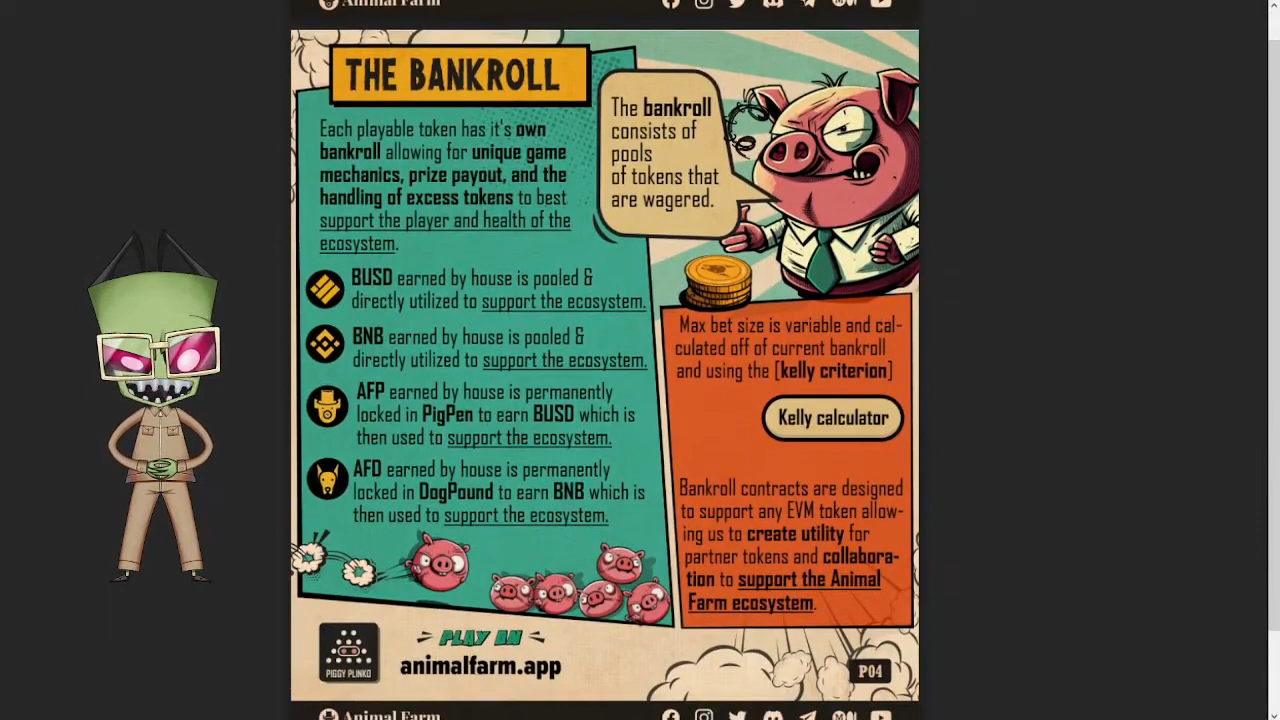 Animal Farm
THE BANKROLL
Each playable token has it's own
bankroll allowing for unique game
mechanics, prize payout, and the
handling of excess tokens to best
support the player and health of the
ecosystem.
The bankroll
consists of
pools
of tokens that
are wagered.
BUSD earned by house is pooled &
directly utilized to support the ecosystem.
BNB earned by house is pooled &
directly utilized to support the ecosystem.
AFP earned by house is permanently
locked in PigPen to earn BUSD which is
then used to support the ecosystem.
AFD earned by house is permanently
locked in DogPound to earn BNB which is
then used to support the ecosystem.
Max bet size is variable and cal-
culated off of current bankroll
and using the [kelly criterion]
Kelly calculator
Bankroll contracts are designed
to support any EVM token allow-
ing us to create utility for
partner tokens and collabora-
tion to support the Animal
Farm ecosystem.
PIGGY PLINKO
PLAY ON
animalfarm.app
P04
Animal Farm